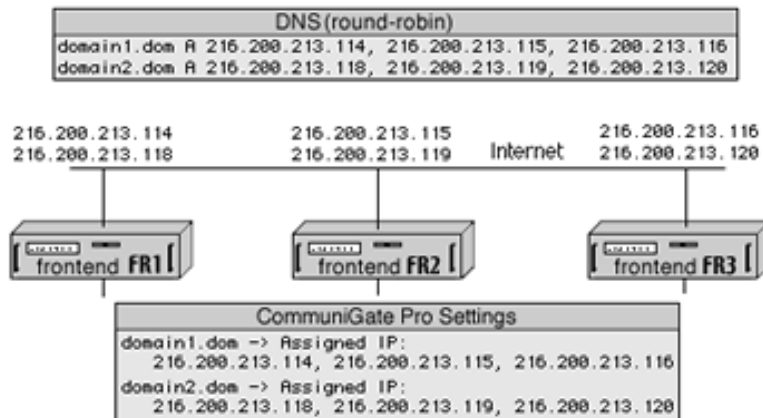 DNS (round-robin)
domain1.dom A 216.200.213.114, 216.200.213.115, 216.200.213.116
domain2.dom A 216.200.213.118, 216.200.213.119, 216.200.213.120
216.200.213.114
216.200.213.118
216.200.213.115
216.200.213.119
Internet
216.200.213.116
216.200.213.120
frontend FR1
frontend FR2
frontend FR3
CommuniGate Pro Settings
domain1.dom -> Assigned IP:
216.200.213.114, 216.200.213.115, 216.200.213.116
domain2.dom -> Assigned IP:
216.200.213.118, 216.200.213.119, 216.200.213.120